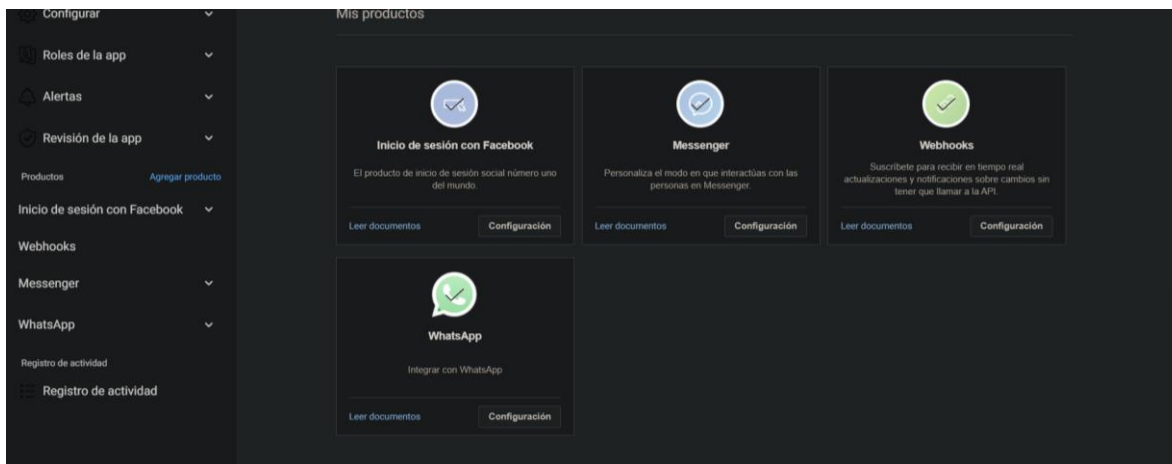 Configurar
Roles de la app
Alertas
Revisión de la app
Productos
Agregar producto
Inicio de sesión con Facebook
Webhooks
Messenger
WhatsApp
Registro de actividad
Registro de actividad
Mis productos
Inicio de sesión con Facebook
El producto de inicio de sesión social número uno
del mundo.
Leer documentos
Configuración
Messenger
Personaliza el modo en que interactúas con las
personas en Messenger.
Leer documentos
Configuración
Webhooks
Suscríbete para recibir en tiempo real
actualizaciones y notificaciones sobre cambios sin
tener que llamar a la API.
Leer documentos
Configuración
WhatsApp
Integrar con WhatsApp
Leer documentos
Configuración